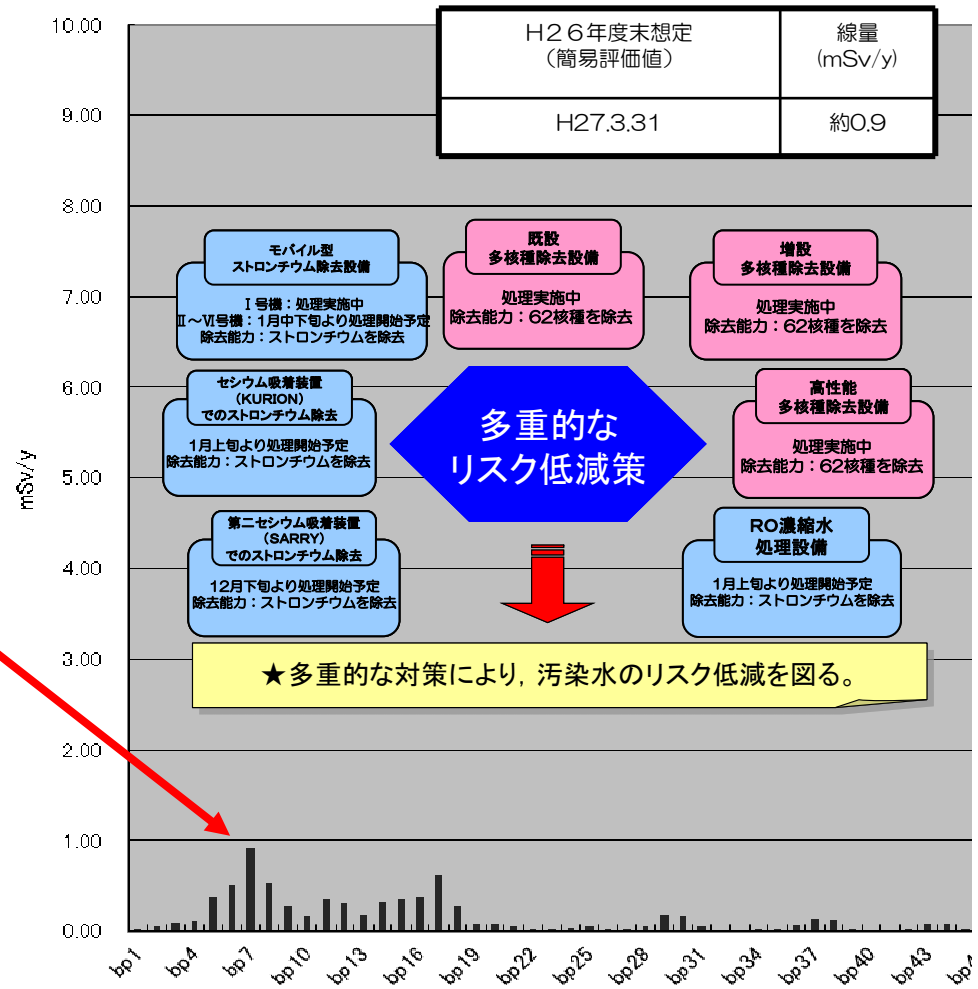 H26年度末想定
(簡易評価値)
線量
(mSv/y)
H27.3.31
約0.9
mSv/y
10.00
9.00
8.00
7.00
6.00
5.00
4.00
3.00
2.00
1.00
0.00
モバイル型
ストロンチウム除去設備
Ⅰ号機：処理実施中
Ⅱ～Ⅵ号機：1月中下旬より処理開始予定
除去能力：ストロンチウムを除去
既設
多核種除去設備
処理実施中
除去能力：62核種を除去
増設
多核種除去設備
処理実施中
除去能力：62核種を除去
セシウム吸着装置
(KURION)
でのストロンチウム除去
1月上旬より処理開始予定
除去能力：ストロンチウムを除去
多重的な
リスク低減策
高性能
多核種除去設備
処理実施中
除去能力：62核種を除去
第二セシウム吸着装置
(SARRY)
でのストロンチウム除去
12月下旬より処理開始予定
除去能力：ストロンチウムを除去
RO濃縮水
処理設備
1月上旬より処理開始予定
除去能力：ストロンチウムを除去
★多重的な対策により，汚染水のリスク低減を図る。
bp1
bp4
bp7
bp10
bp13
bp16
bp19
bp22
bp25
bp28
bp31
bp34
bp37
bp40
bp43